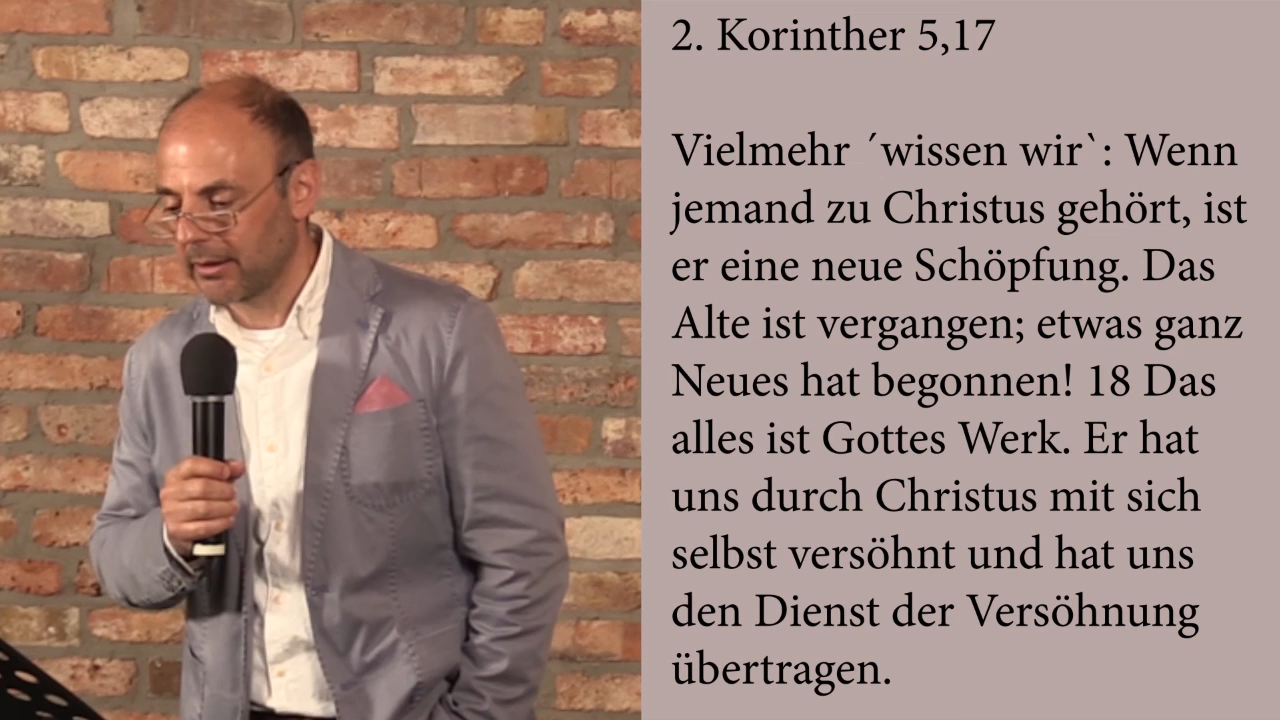 2. Korinther 5,17
Vielmehr ´wissen wir`: Wenn
jemand zu Christus gehört, ist
er eine neue Schöpfung. Das
Alte ist vergangen; etwas ganz
Neues hat begonnen! 18 Das
alles ist Gottes Werk. Er hat
uns durch Christus mit sich
selbst versöhnt und hat uns
den Dienst der Versöhnung
übertragen.